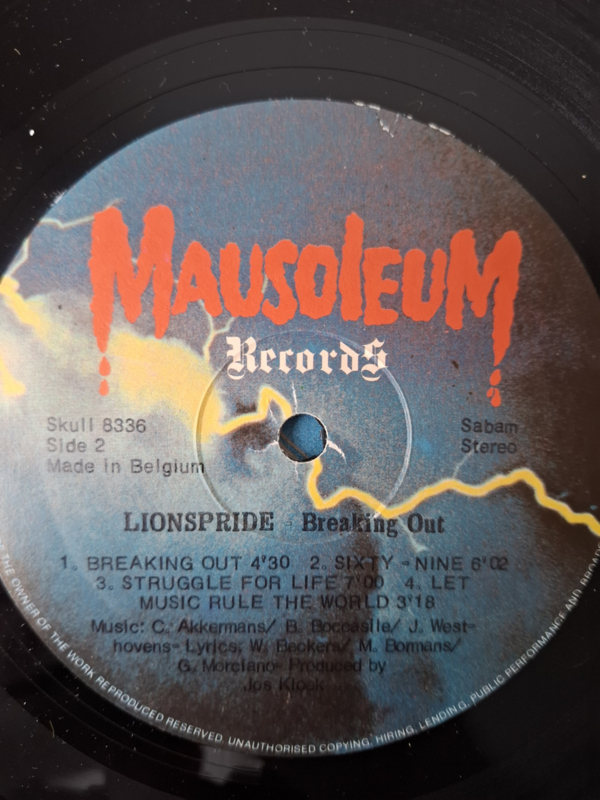 MAUSOLEUM
Records
Skull 8336
Side 2
Made in Belgium
Sabam
Stereo
LIONSPRIDE Breaking Out
1. BREAKING OUT 4'30 2. SIXTY - NINE 6'02
3. STRUGGLE FOR LIFE 7'00 4. LET
MUSIC RULE THE WORLD 3'18
Music: C. Akkermans/ B. Boccasile/ J. West-
hovens- Lyrics: W. Beckers/ M. Bormans/
G. Morciano- Produced by
Jos Kloek
THE OWNER OF THE WORK REPRODUCED RESERVED. UNAUTHORISED COPYING, HIRING, LENDING, PUBLIC PERFORMANCE AND